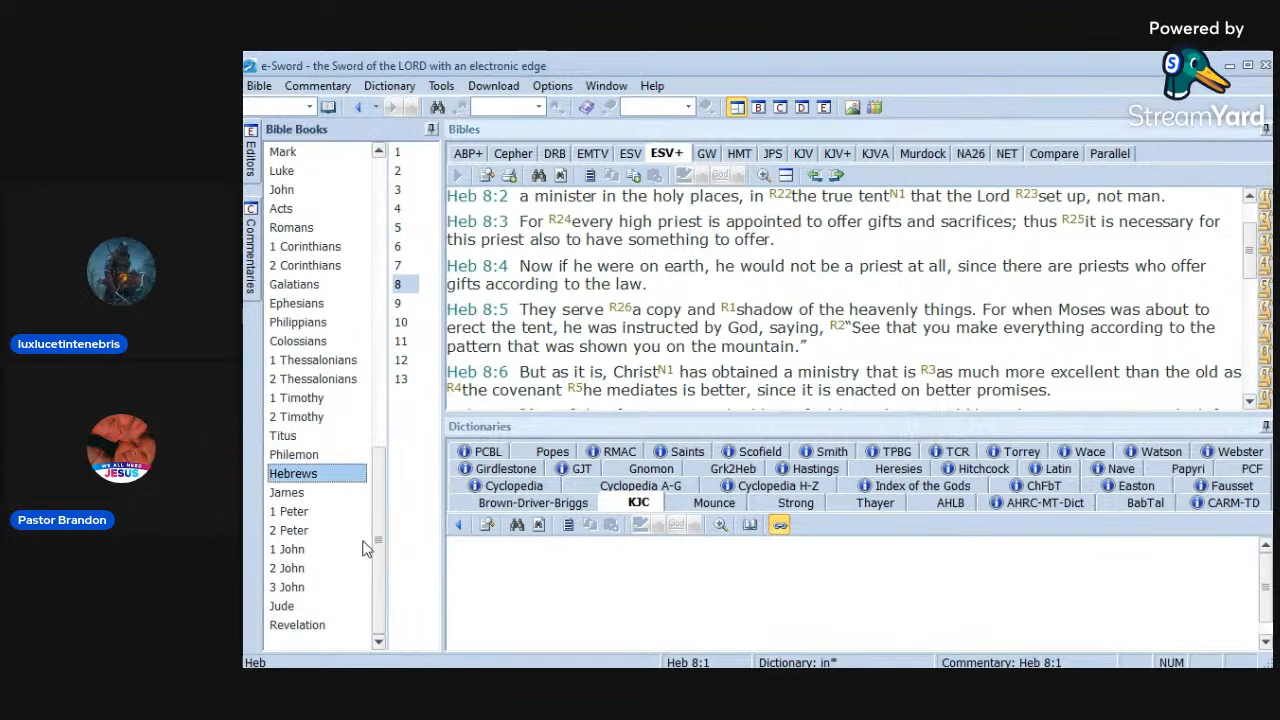 Powered by
StreamYard
e-Sword - the Sword of the LORD with an electronic edge
Bible Commentary Dictionary Tools Download Options Window Help
Editors
Commentaries
Bible Books
Mark
Luke
John
Acts
Romans
1 Corinthians
2 Corinthians
Galatians
Ephesians
Philippians
Colossians
1 Thessalonians
2 Thessalonians
1 Timothy
2 Timothy
Titus
Philemon
Hebrews
James
1 Peter
2 Peter
1 John
2 John
3 John
Jude
Revelation
1
2
3
4
5
6
7
8
9
10
11
12
13
Bibles
ABP+ Cepher DRB EMTV ESV ESV+ GW HMT JPS KJV KJV+ KJVA Murdock NA26 NET Compare Parallel
Heb 8:2 a minister in the holy places, in R22the true tentN1 that the Lord R23set up, not man.
Heb 8:3 For R24every high priest is appointed to offer gifts and sacrifices; thus R25it is necessary for
this priest also to have something to offer.
Heb 8:4 Now if he were on earth, he would not be a priest at all, since there are priests who offer
gifts according to the law.
Heb 8:5 They serve R26a copy and R1shadow of the heavenly things. For when Moses was about to
erect the tent, he was instructed by God, saying, R2“See that you make everything according to the
pattern that was shown you on the mountain.”
Heb 8:6 But as it is, ChristN1 has obtained a ministry that is R3as much more excellent than the old as
R4the covenant R5he mediates is better, since it is enacted on better promises.
Dictionaries
PCBL Popes RMAC Saints Scofield Smith TPBG TCR Torrey Wace Watson Webster
Girdlestone GJT Gnomon Grk2Heb Hastings Heresies Hitchcock Latin Nave Papyri PCF
Cyclopedia Cyclopedia A-G Cyclopedia H-Z Index of the Gods ChFbT Easton Fausset
Brown-Driver-Briggs KJC Mounce Strong Thayer AHLB AHRC-MT-Dict BabTal CARM-TD
Heb Heb 8:1 Dictionary: in* Commentary: Heb 8:1 NUM
luxlucetintenebris
WE ALL NEED
JESUS
Pastor Brandon